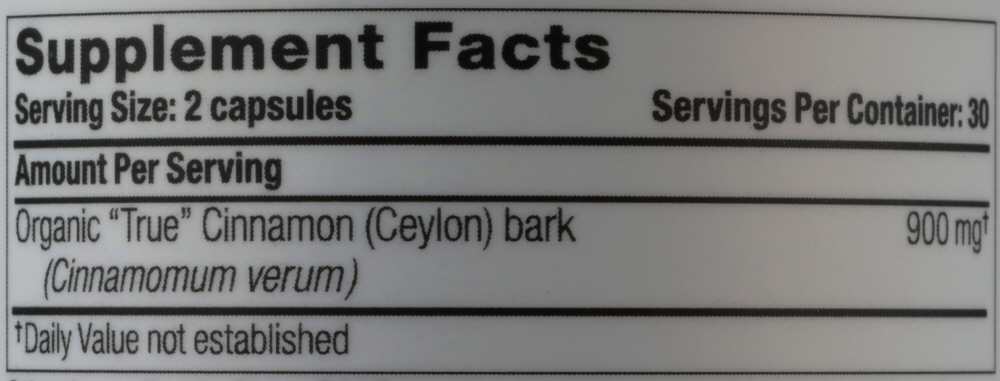 Supplement Facts
Serving Size: 2 capsules Servings Per Container: 30
Amount Per Serving
Organic “True” Cinnamon (Ceylon) bark 900 mg†
(Cinnamomum verum)
†Daily Value not established